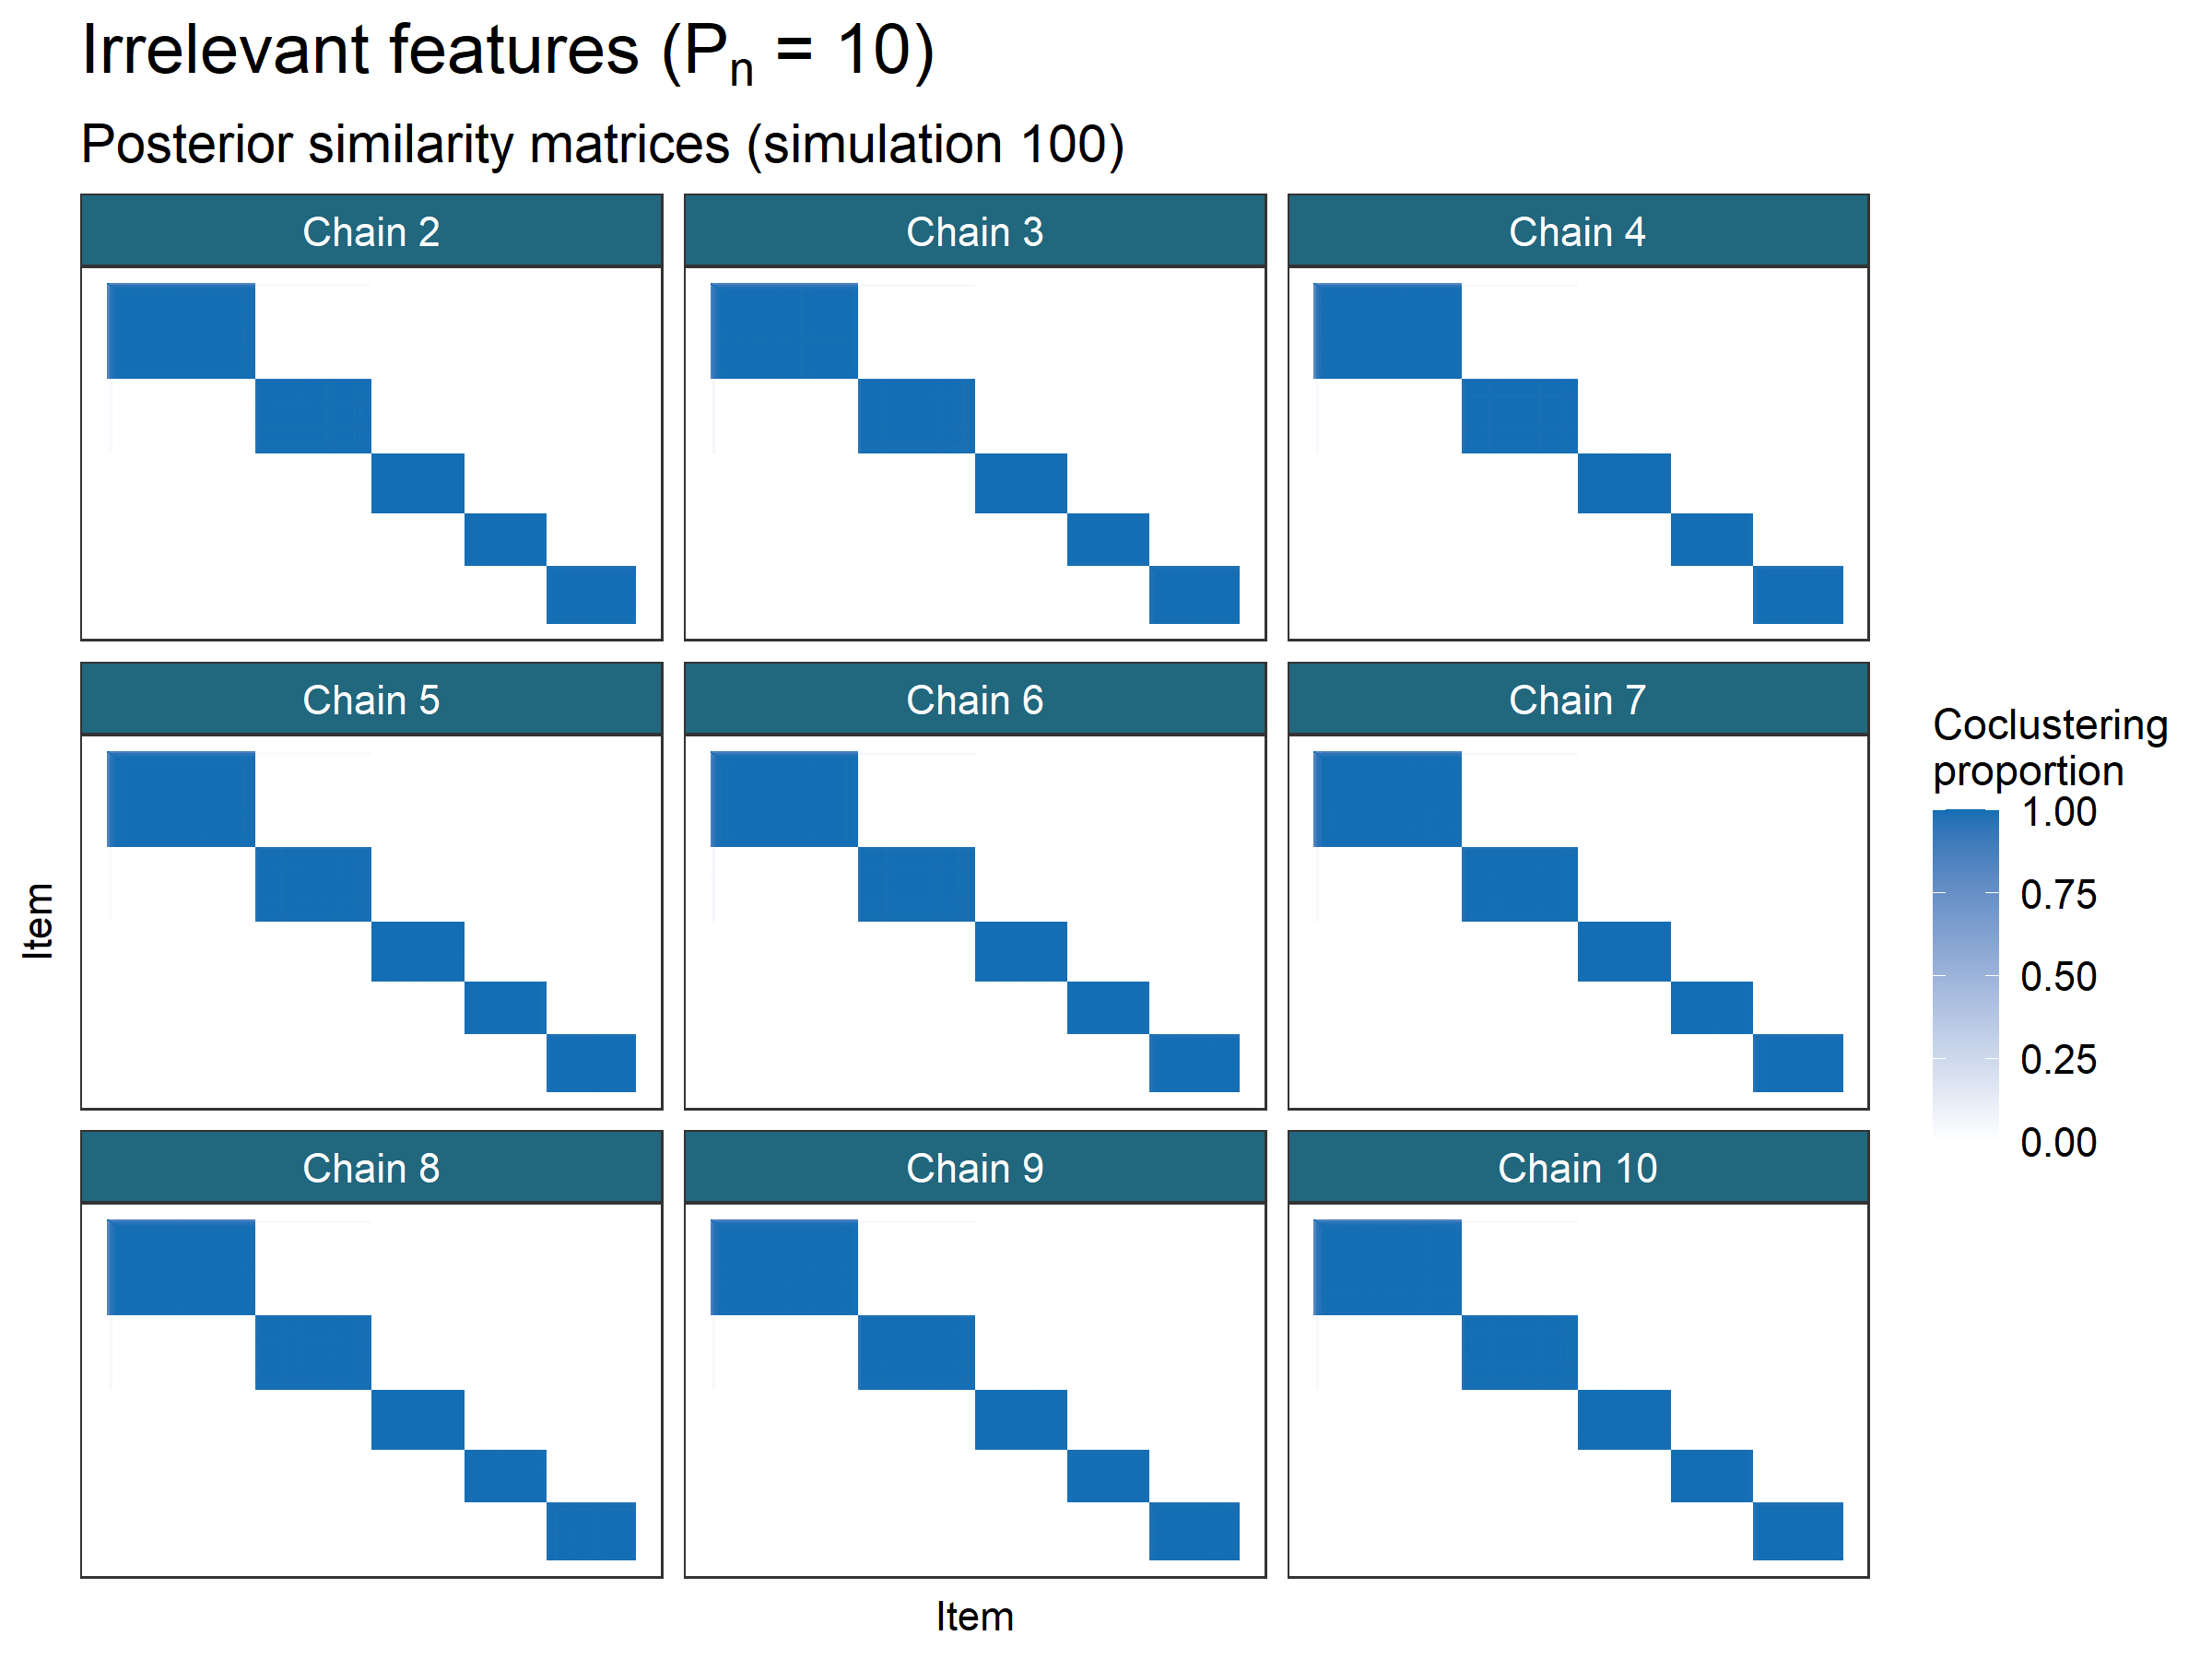 Irrelevant features (Pn = 10)
Posterior similarity matrices (simulation 100)
Chain 2
Chain 3
Chain 4
Chain 5
Chain 6
Chain 7
Chain 8
Chain 9
Chain 10
Item
Item
Coclustering
proportion
1.00
0.75
0.50
0.25
0.00